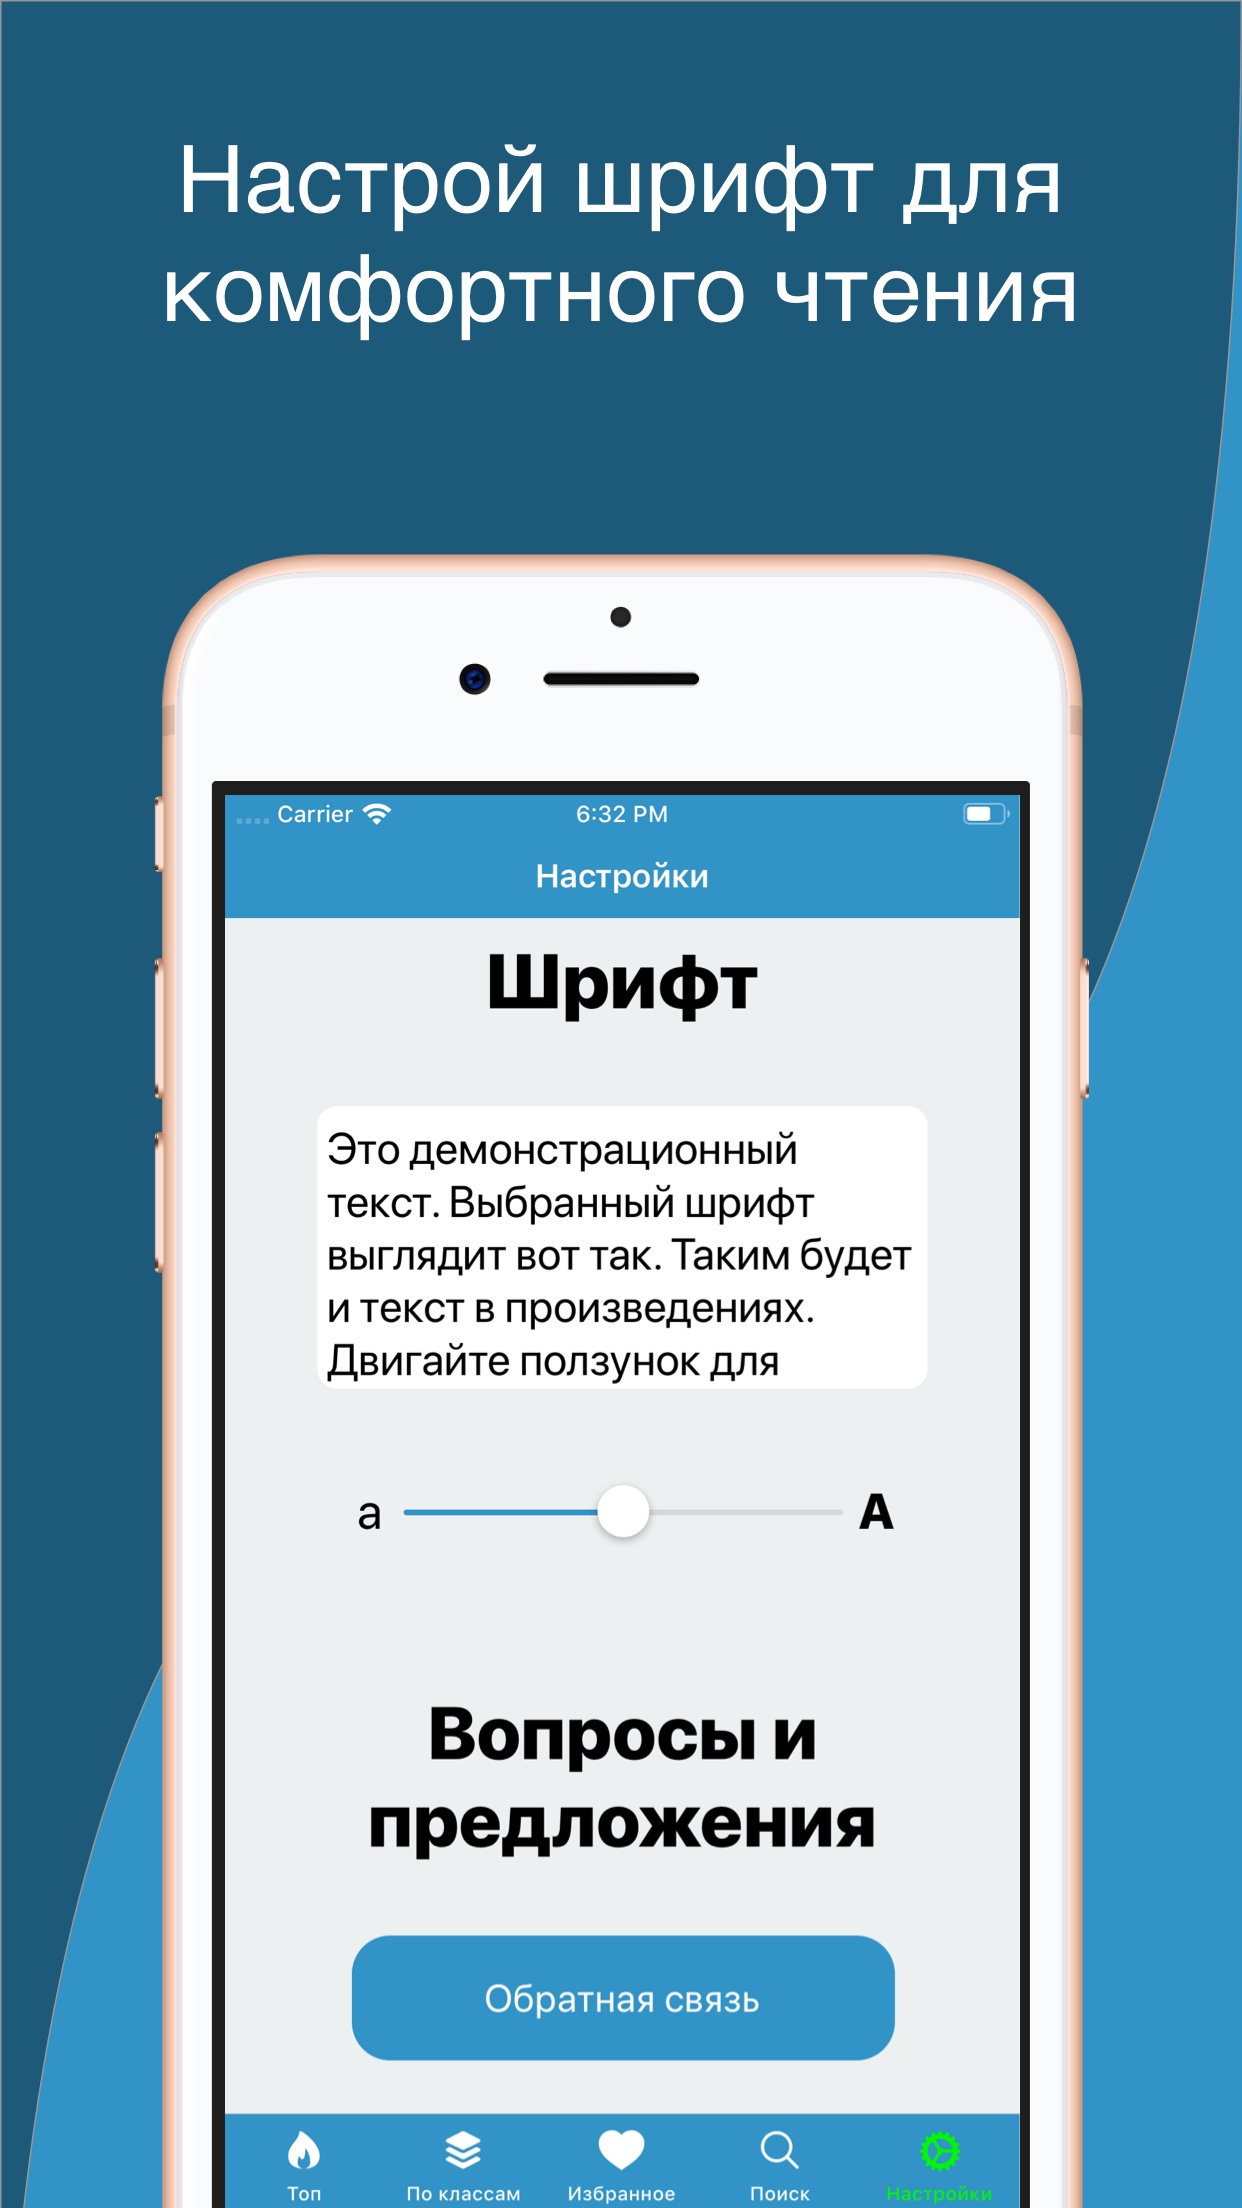 Настрой шрифт для
комфортного чтения
Carrier 6:32 PM
Настройки
Шрифт
Это демонстрационный
текст. Выбранный шрифт
выглядит вот так. Таким будет
и текст в произведениях.
Двигайте ползунок для
а А
Вопросы и
предложения
Обратная связь
Топ По классам Избранное Поиск Настройки